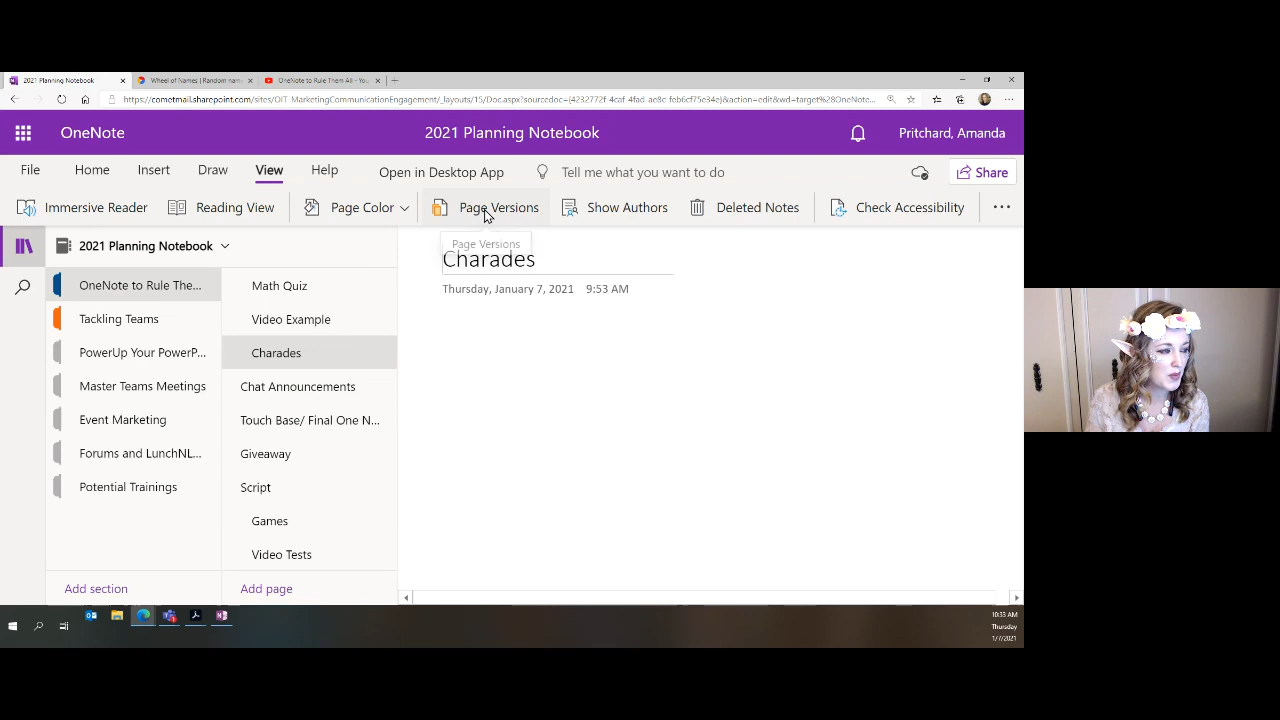 2021 Planning Notebook
Wheel of Names | Random nam
OneNote to Rule Them All - You
OneNote
2021 Planning Notebook
Pritchard, Amanda
File Home Insert Draw View Help Open in Desktop App Tell me what you want to do Share
Immersive Reader Reading View Page Color Page Versions Show Authors Deleted Notes Check Accessibility ...
2021 Planning Notebook
OneNote to Rule The...
Tackling Teams
PowerUp Your PowerP...
Master Teams Meetings
Event Marketing
Forums and LunchNL...
Potential Trainings
Add section
Math Quiz
Video Example
Charades
Chat Announcements
Touch Base/ Final One N...
Giveaway
Script
Games
Video Tests
Add page
Page Versions
Charades
Thursday, January 7, 2021 9:53 AM
10:33 AM
Thursday
1/7/2021